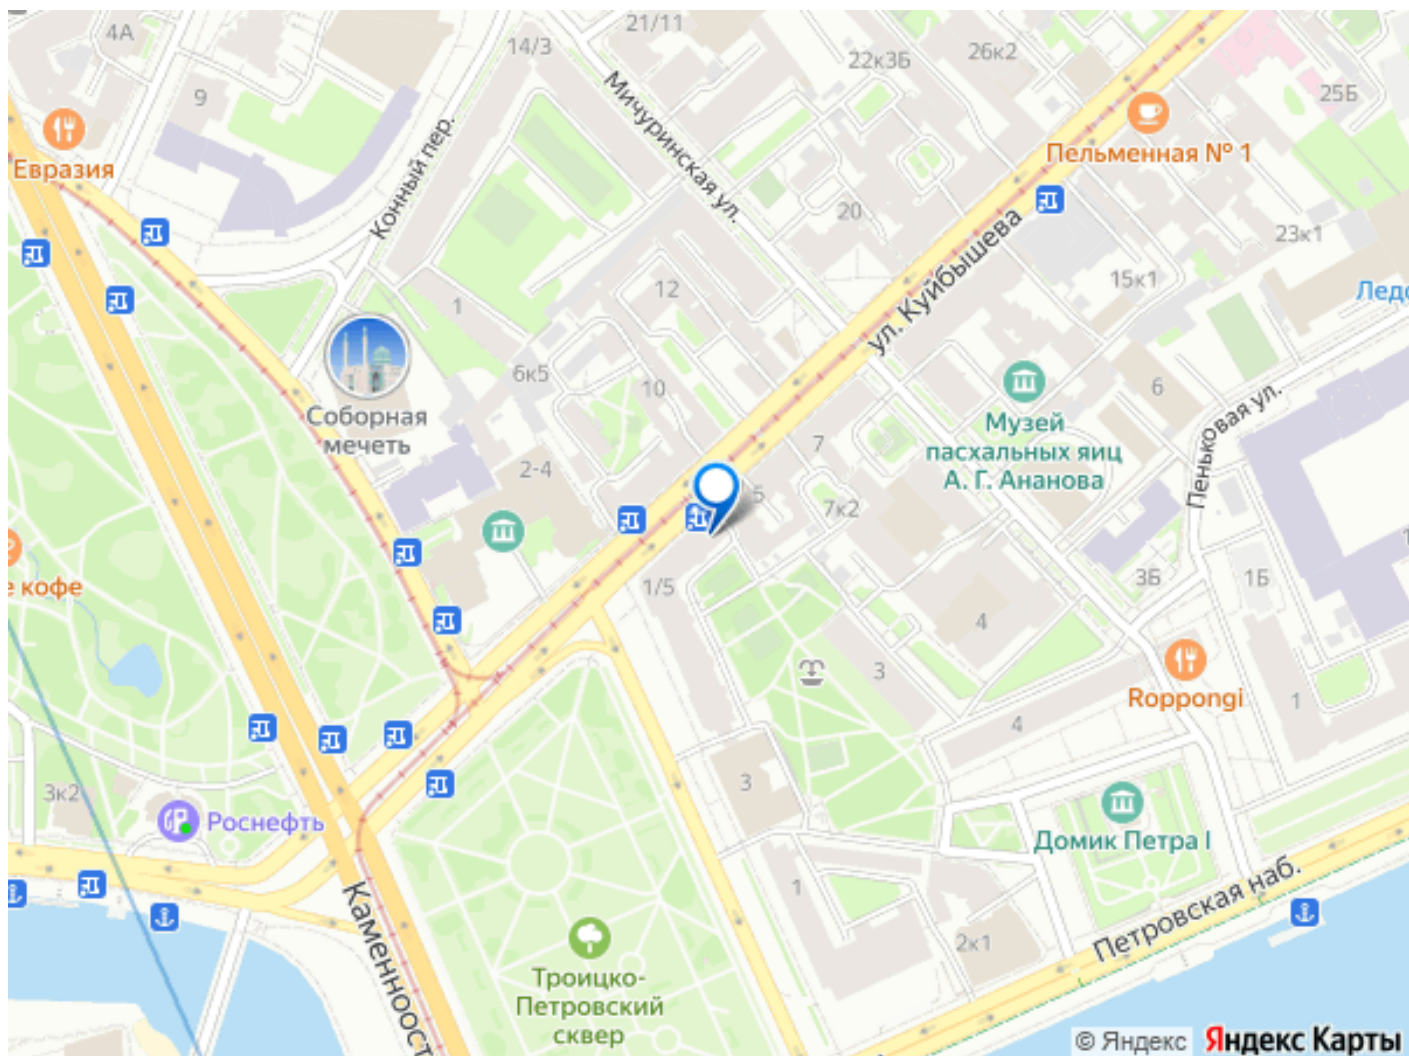 4А
21/11
14/3
22к3Б
26к2
25Б
9
Евразия
Пельменная № 1
Мичуринская ул.
Конный пер.
20
23к1
ул. Куйбышева
15к1
12
1
Ледо
6к5
10
6
Соборная
мечеть
Музей
пасхальных яиц
А. Г. Ананова
Пеньковая ул.
7
2-4
5
7к2
е кофе
1/5
3Б
1Б
4
3
Roppongi
1
4
3
3к2
Роснефть
Домик Петра I
1
Каменноост
Петровская наб.
2к1
Троицко-
Петровский
сквер
© Яндекс Яндекс Карты